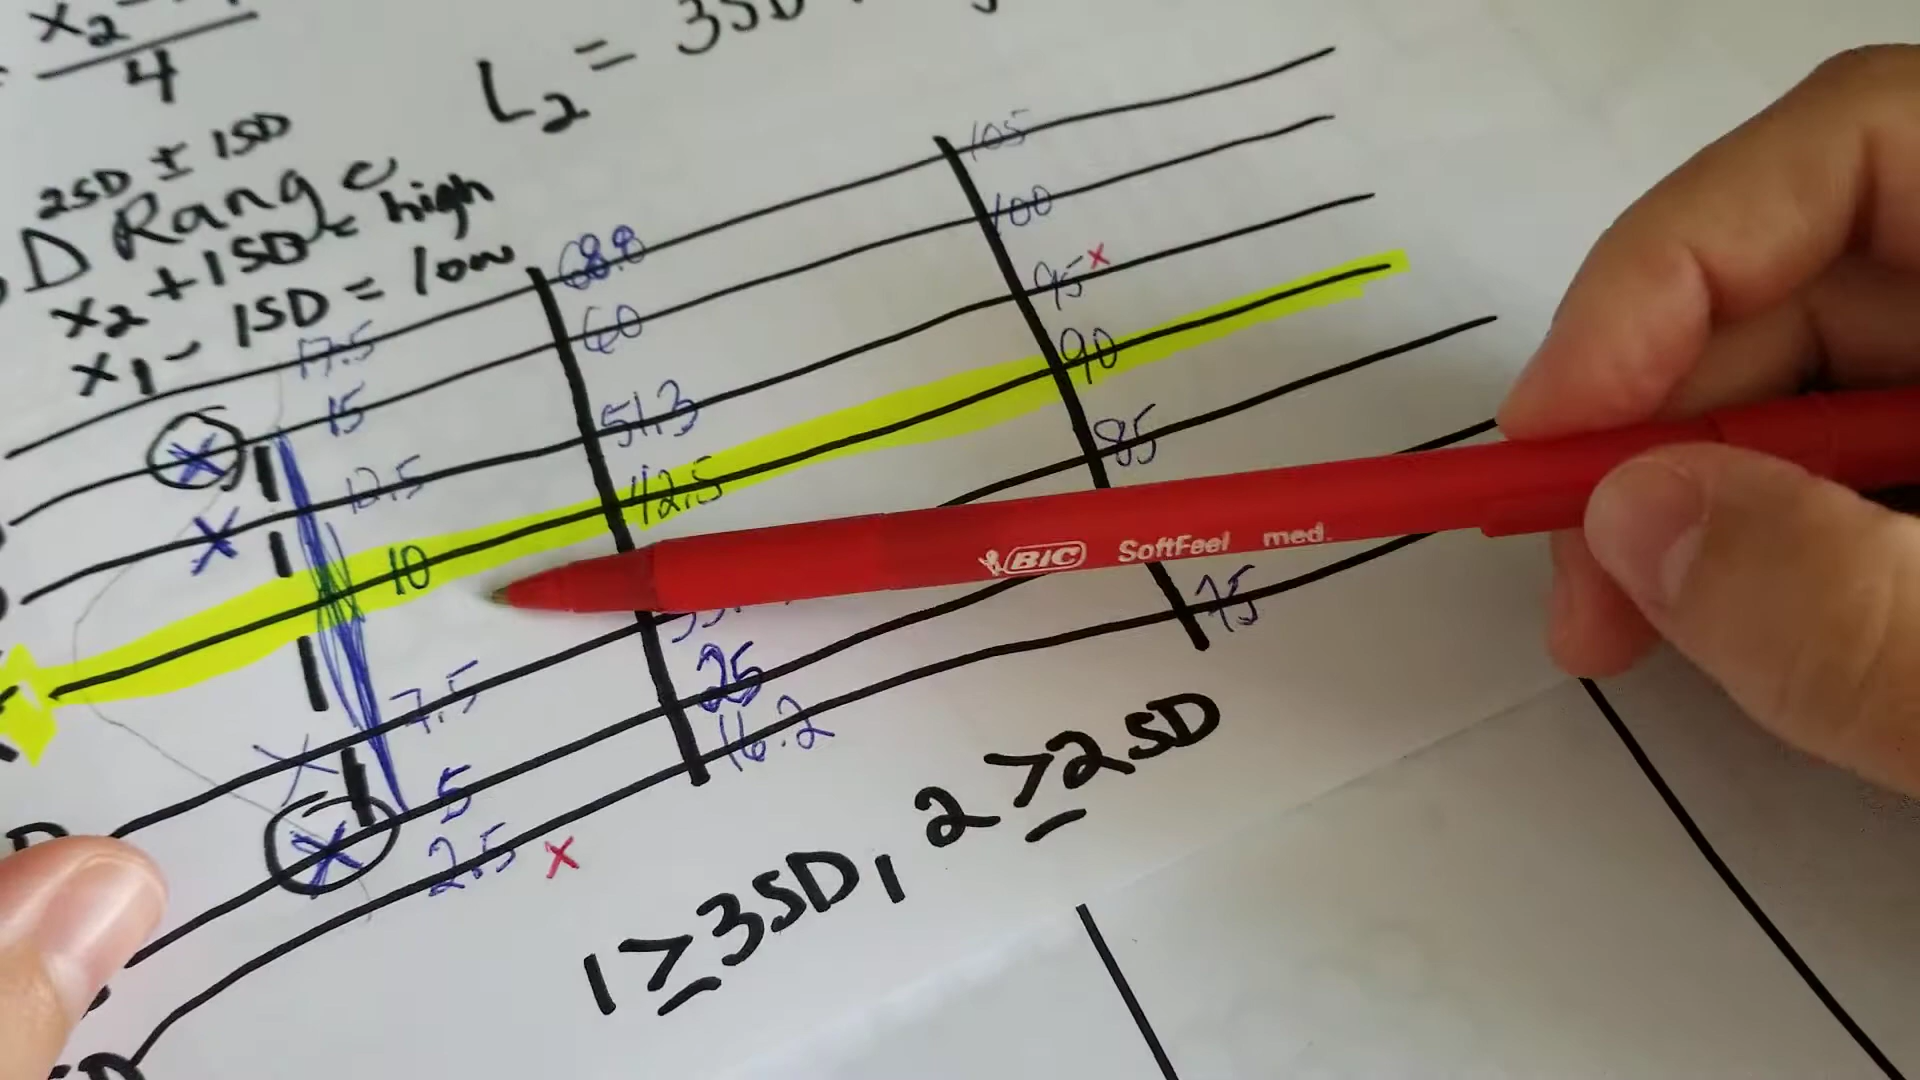 x2
4
L2 = 3SD
2SD ± 1SD
D Range
x2 + 1SD = high
x1 - 1SD = low
17.5
15
12.5
10
7.5
5
2.5 x
68.8
60
51.3
42.5
25
16.2
105
100
95 x
90
85
75
BIC SoftFeel med.
1 ≥ 3SD, 2 ≥ 2SD